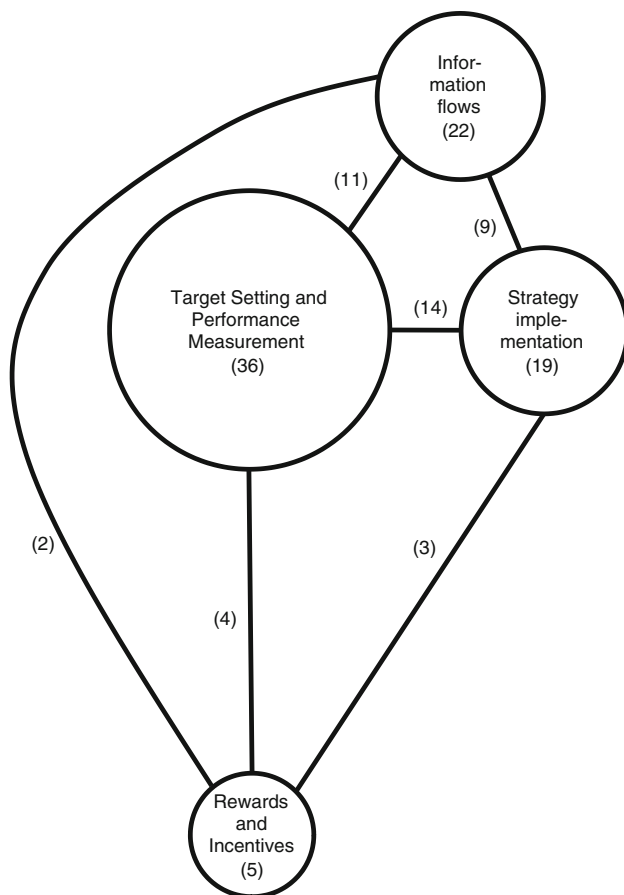 Infor-
mation
flows
(22)
(11)
(9)
Target Setting and
Performance
Measurement
(36)
(14)
Strategy
imple-
mentation
(19)
(2)
(4)
(3)
Rewards
and
Incentives
(5)